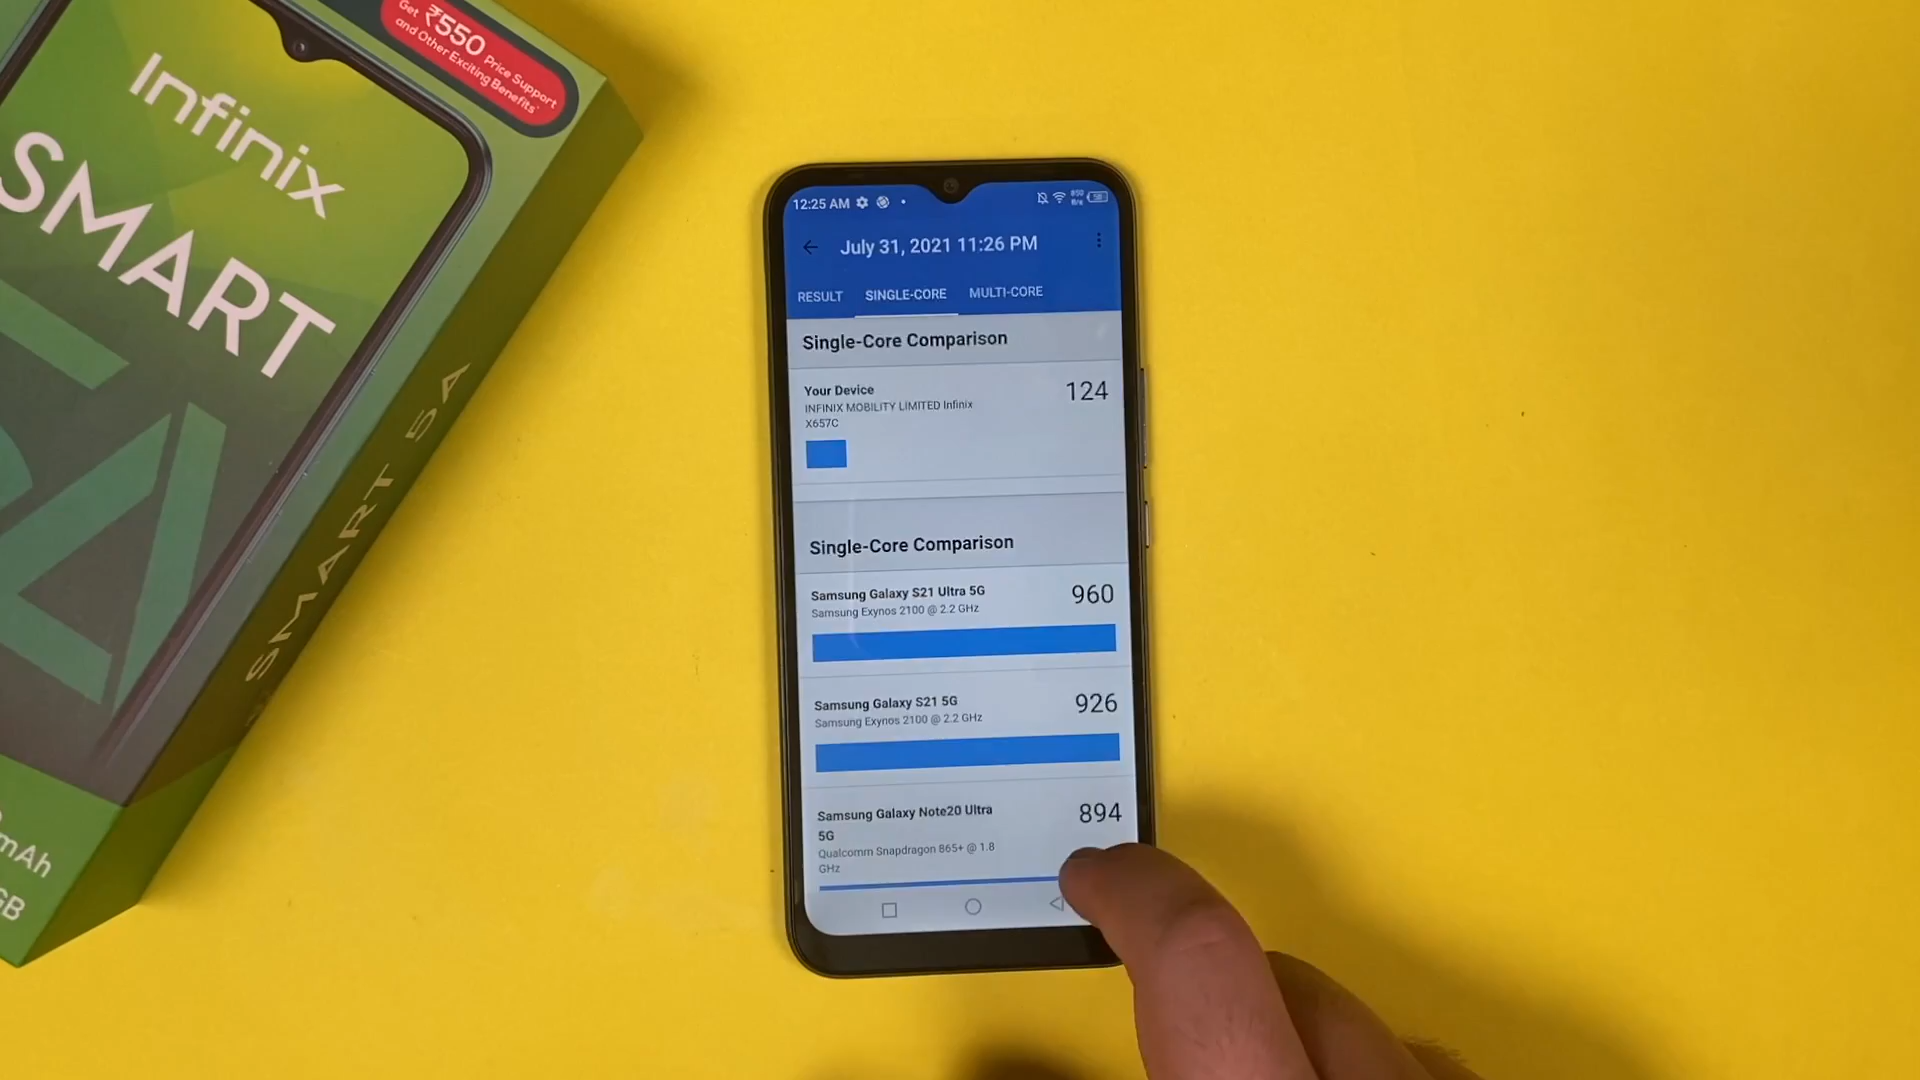 Get ₹550 Price Support
and Other Exciting Benefits*
Infinix
SMART
SMART 5A
mAh
GB
12:25 AM
July 31, 2021 11:26 PM
RESULT SINGLE-CORE MULTI-CORE
Single-Core Comparison
Your Device 124
INFINIX MOBILITY LIMITED Infinix
X657C
Single-Core Comparison
Samsung Galaxy S21 Ultra 5G 960
Samsung Exynos 2100 @ 2.2 GHz
Samsung Galaxy S21 5G 926
Samsung Exynos 2100 @ 2.2 GHz
Samsung Galaxy Note20 Ultra 894
5G
Qualcomm Snapdragon 865+ @ 1.8
GHz